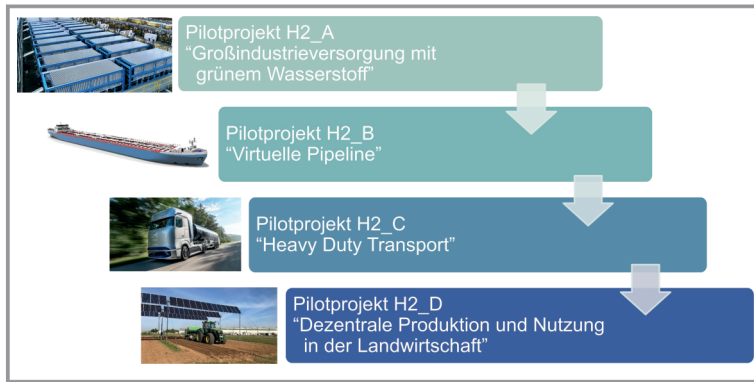 Pilotprojekt H2_A
“Großindustrieversorgung mit
grünem Wasserstoff”
Pilotprojekt H2_B
“Virtuelle Pipeline”
Pilotprojekt H2_C
“Heavy Duty Transport”
Pilotprojekt H2_D
“Dezentrale Produktion und Nutzung
in der Landwirtschaft”